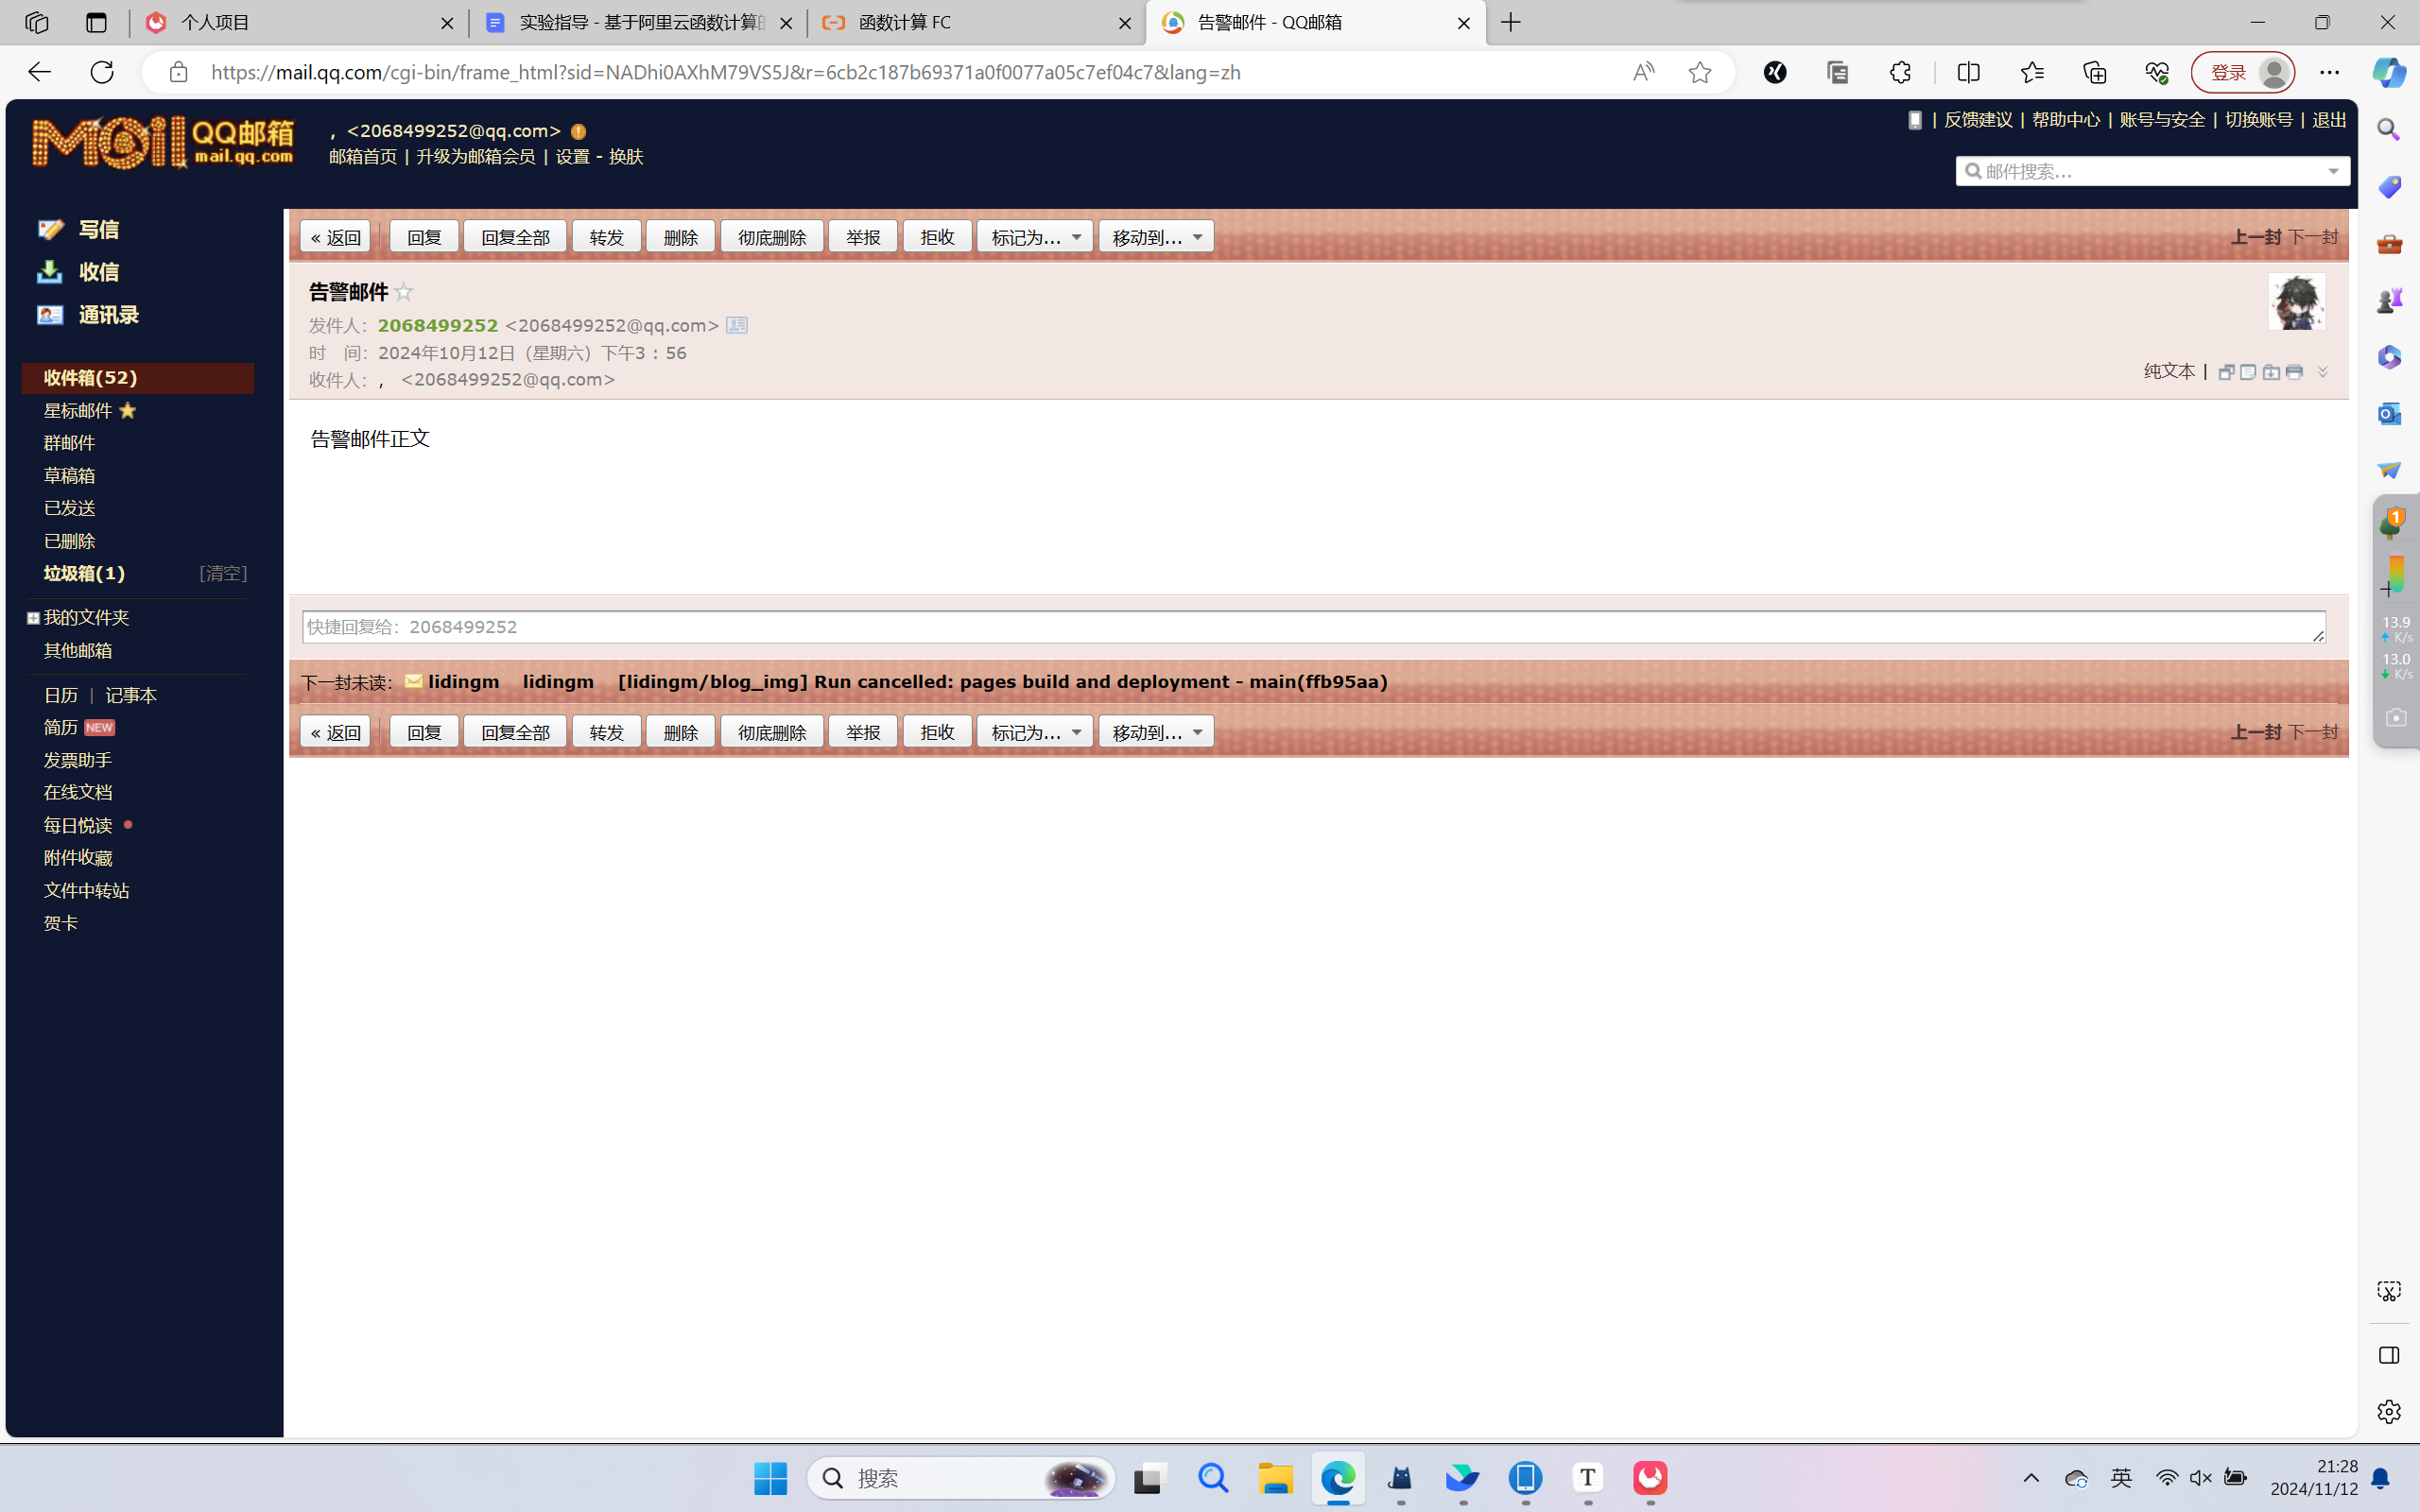 个人项目
实验指导 - 基于阿里云函数计算的
函数计算 FC
告警邮件 - QQ邮箱
https://mail.qq.com/cgi-bin/frame_html?sid=NADhi0AXhM79VS5J&r=6cb2c187b69371a0f0077a05c7ef04c7&lang=zh
登录
MOil QQ邮箱
mail.qq.com
, <2068499252@qq.com>
邮箱首页 | 升级为邮箱会员 | 设置 - 换肤
| 反馈建议 | 帮助中心 | 账号与安全 | 切换账号 | 退出
邮件搜索...
写信
收信
通讯录
收件箱(52)
星标邮件
群邮件
草稿箱
已发送
已删除
垃圾箱(1) [清空]
我的文件夹
其他邮箱
日历 | 记事本
简历 NEW
发票助手
在线文档
每日悦读
附件收藏
文件中转站
贺卡
« 返回 回复 回复全部 转发 删除 彻底删除 举报 拒收 标记为... 移动到... 上一封 下一封
告警邮件
发件人：2068499252 <2068499252@qq.com>
时 间：2024年10月12日（星期六）下午3：56
收件人：, <2068499252@qq.com>
纯文本 |
告警邮件正文
快捷回复给：2068499252
下一封未读： lidingm lidingm [lidingm/blog_img] Run cancelled: pages build and deployment - main(ffb95aa)
« 返回 回复 回复全部 转发 删除 彻底删除 举报 拒收 标记为... 移动到... 上一封 下一封
1
13.9
K/s
13.0
K/s
搜索
T
英
21:28
2024/11/12